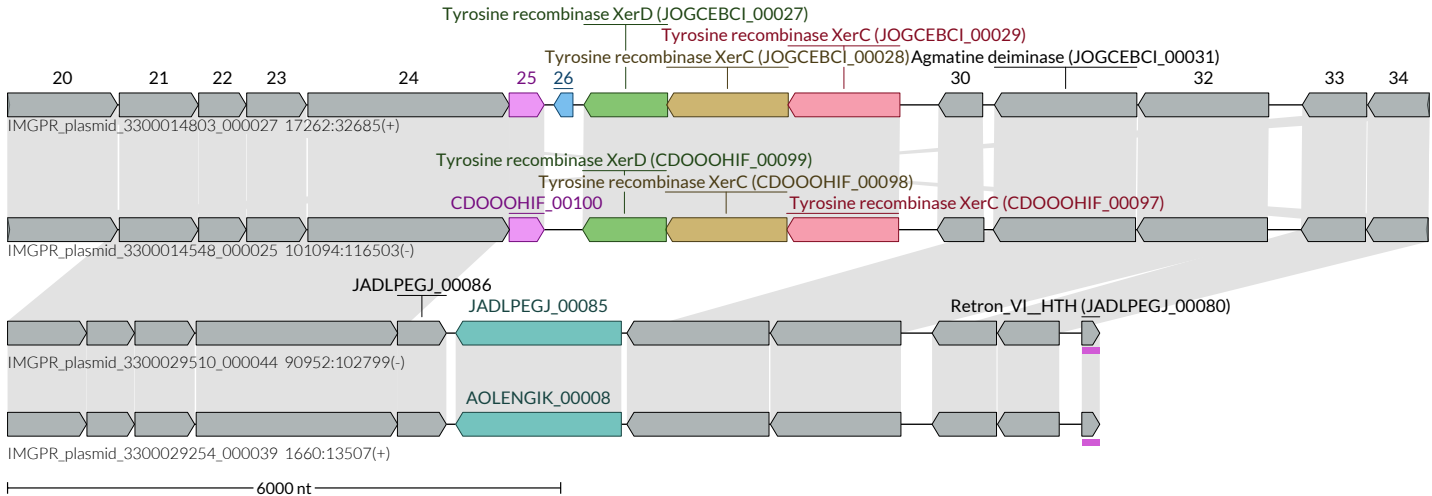 Tyrosine recombinase XerD (JOGCEBCI_00027)
Tyrosine recombinase XerC (JOGCEBCI_00029)
Tyrosine recombinase XerC (JOGCEBCI_00028) Agmatine deiminase (JOGCEBCI_00031)
20 21 22 23 24 25 26 30 32 33 34
IMGPR_plasmid_3300014803_000027 17262:32685(+)
Tyrosine recombinase XerD (CDOOOHIF_00099)
Tyrosine recombinase XerC (CDOOOHIF_00098)
CDOOOHIF_00100 Tyrosine recombinase XerC (CDOOOHIF_00097)
IMGPR_plasmid_3300014548_000025 101094:116503(-)
JADLPEGJ_00086
JADLPEGJ_00085 Retron_VI__HTH (JADLPEGJ_00080)
IMGPR_plasmid_3300029510_000044 90952:102799(-)
AOLENGIK_00008
IMGPR_plasmid_3300029254_000039 1660:13507(+)
6000 nt